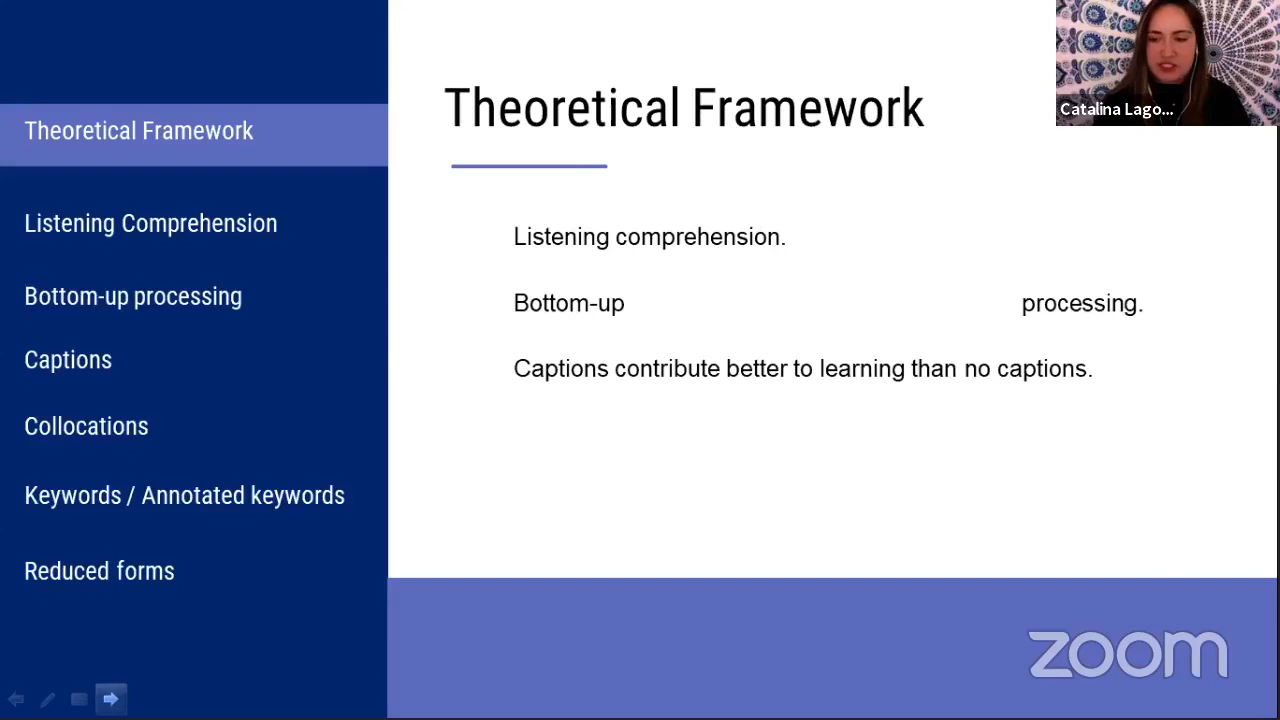 Theoretical Framework
Listening Comprehension
Bottom-up processing
Captions
Collocations
Keywords / Annotated keywords
Reduced forms
Theoretical Framework
Listening comprehension.
Bottom-up processing.
Captions contribute better to learning than no captions.
Catalina Lago...
zoom